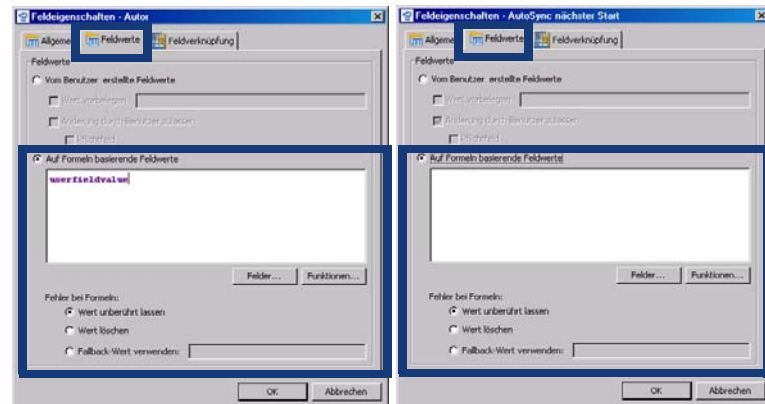 Feldeigenschaften - Autor
Allgeme
Feldwerte
Feldverknüpfung
Feldwerte
Vom Benutzer erstellte Feldwerte
Wert vorbelegen:
Änderung durch Benutzer zulassen
Pflichtfeld
Auf Formeln basierende Feldwerte
userfieldvalue
Felder...
Funktionen...
Fehler bei Formeln:
Wert unberührt lassen
Wert löschen
Fallback-Wert verwenden:
OK
Abbrechen
Feldeigenschaften - AutoSync nächster Start
Allgeme
Feldwerte
Feldverknüpfung
Feldwerte
Vom Benutzer erstellte Feldwerte
Wert vorbelegen:
Änderung durch Benutzer zulassen
Pflichtfeld
Auf Formeln basierende Feldwerte
Felder...
Funktionen...
Fehler bei Formeln:
Wert unberührt lassen
Wert löschen
Fallback-Wert verwenden:
OK
Abbrechen